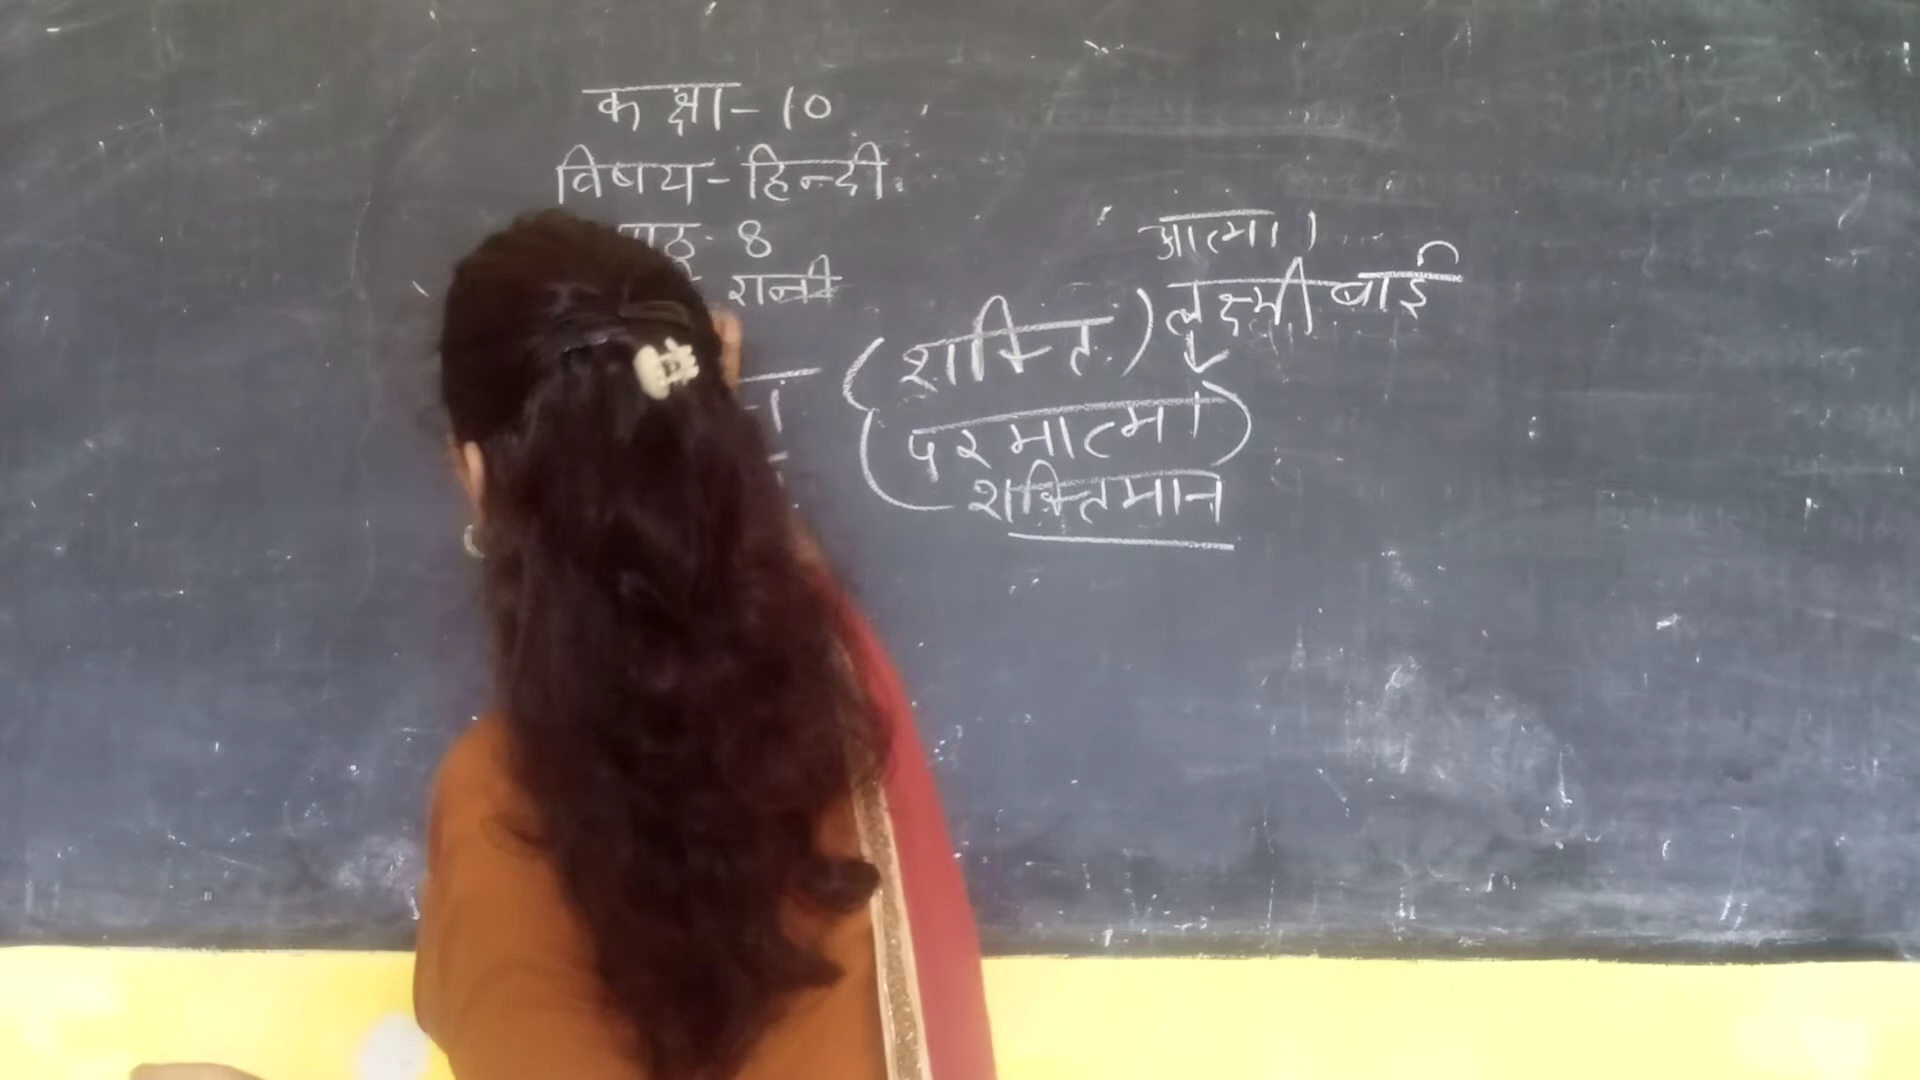 कक्षा-10
विषय-हिन्दी
8
रानी
आत्मा
लक्ष्मी बाई
(शक्ति)
(परमात्मा)
शक्तिमान